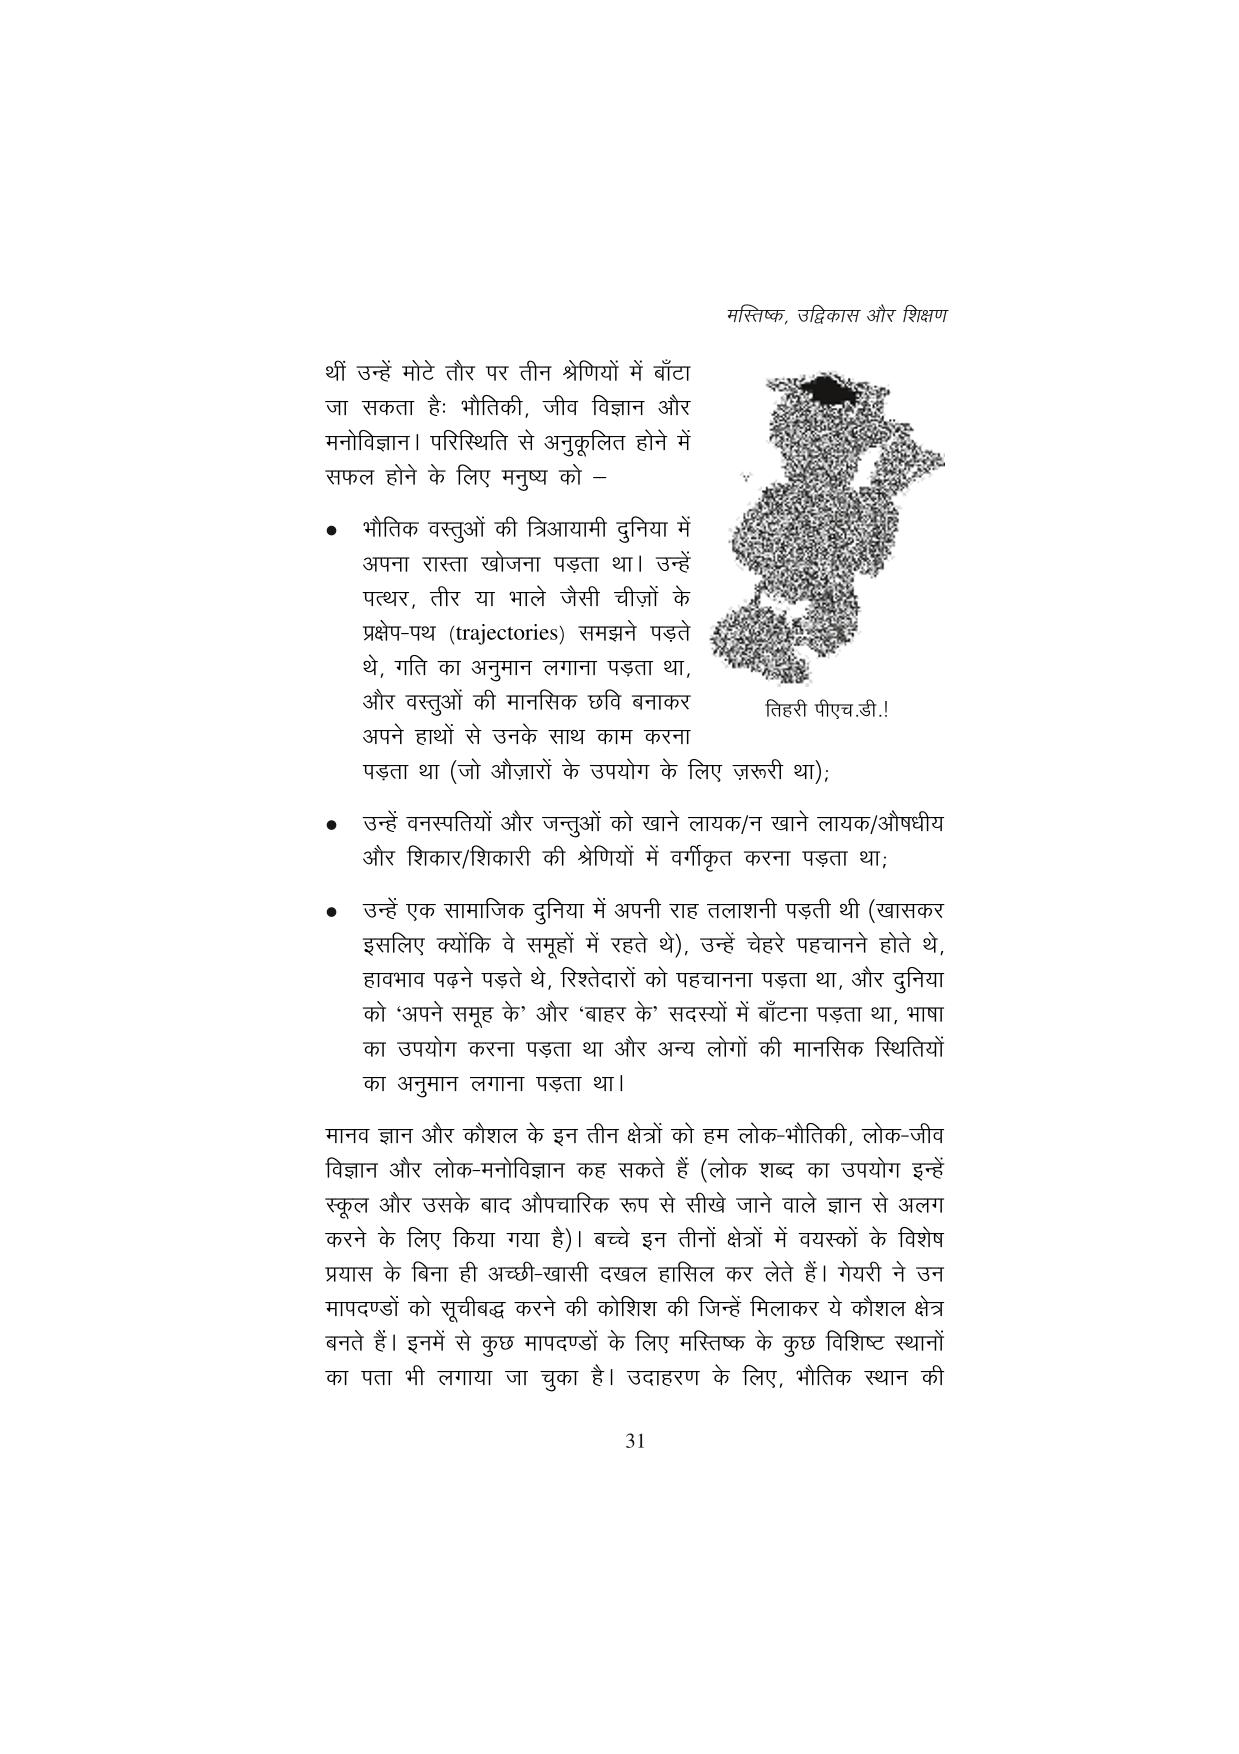 मस्तिष्क, उद्विकास और शिक्षण
थीं उन्हें मोटे तौर पर तीन श्रेणियों में बाँटा
जा सकता हैः भौतिकी, जीव विज्ञान और
मनोविज्ञान। परिस्थिति से अनुकूलित होने में
सफल होने के लिए मनुष्य को –
● भौतिक वस्तुओं की त्रिआयामी दुनिया में
अपना रास्ता खोजना पड़ता था। उन्हें
पत्थर, तीर या भाले जैसी चीज़ों के
प्रक्षेप-पथ (trajectories) समझने पड़ते
थे, गति का अनुमान लगाना पड़ता था,
और वस्तुओं की मानसिक छवि बनाकर
अपने हाथों से उनके साथ काम करना
पड़ता था (जो औज़ारों के उपयोग के लिए ज़रूरी था);
तिहरी पीएच.डी.!
● उन्हें वनस्पतियों और जन्तुओं को खाने लायक/न खाने लायक/औषधीय
और शिकार/शिकारी की श्रेणियों में वर्गीकृत करना पड़ता था;
● उन्हें एक सामाजिक दुनिया में अपनी राह तलाशनी पड़ती थी (खासकर
इसलिए क्योंकि वे समूहों में रहते थे), उन्हें चेहरे पहचानने होते थे,
हावभाव पढ़ने पड़ते थे, रिश्तेदारों को पहचानना पड़ता था, और दुनिया
को ‘अपने समूह के’ और ‘बाहर के’ सदस्यों में बाँटना पड़ता था, भाषा
का उपयोग करना पड़ता था और अन्य लोगों की मानसिक स्थितियों
का अनुमान लगाना पड़ता था।
मानव ज्ञान और कौशल के इन तीन क्षेत्रों को हम लोक-भौतिकी, लोक-जीव
विज्ञान और लोक-मनोविज्ञान कह सकते हैं (लोक शब्द का उपयोग इन्हें
स्कूल और उसके बाद औपचारिक रूप से सीखे जाने वाले ज्ञान से अलग
करने के लिए किया गया है)। बच्चे इन तीनों क्षेत्रों में वयस्कों के विशेष
प्रयास के बिना ही अच्छी-खासी दखल हासिल कर लेते हैं। गेयरी ने उन
मापदण्डों को सूचीबद्ध करने की कोशिश की जिन्हें मिलाकर ये कौशल क्षेत्र
बनते हैं। इनमें से कुछ मापदण्डों के लिए मस्तिष्क के कुछ विशिष्ट स्थानों
का पता भी लगाया जा चुका है। उदाहरण के लिए, भौतिक स्थान की
31